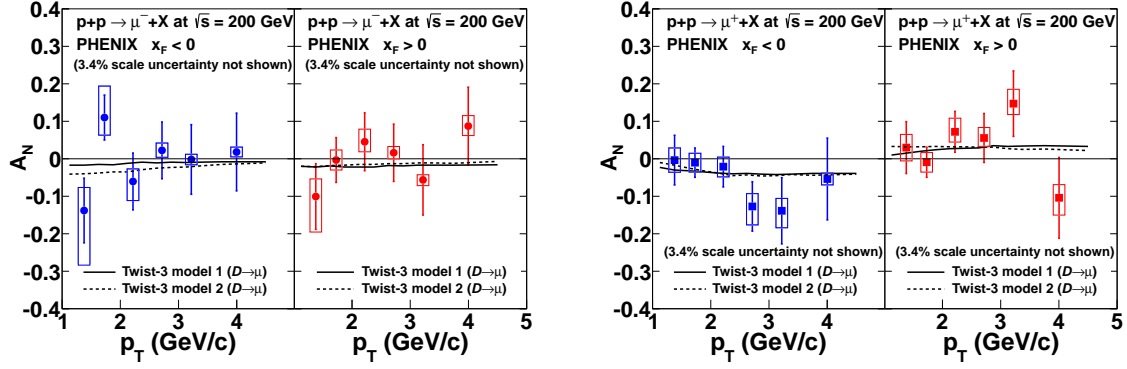 p+p → μ⁻+X at √s = 200 GeV
PHENIX x_F < 0
PHENIX x_F > 0
(3.4% scale uncertainty not shown)
(3.4% scale uncertainty not shown)
A_N
0.4
0.3
0.2
0.1
0
-0.1
-0.2
-0.3
-0.4
p+p → μ⁻+X at √s = 200 GeV
Twist-3 model 1 (D→μ)
Twist-3 model 2 (D→μ)
Twist-3 model 1 (D→μ)
Twist-3 model 2 (D→μ)
1 2 3 4 2 3 4 5
p_T (GeV/c)
p_T (GeV/c)
p+p → μ⁺+X at √s = 200 GeV
p+p → μ⁺+X at √s = 200 GeV
PHENIX x_F < 0
PHENIX x_F > 0
A_N
0.4
0.3
0.2
0.1
0
-0.1
-0.2
-0.3
-0.4
(3.4% scale uncertainty not shown)
(3.4% scale uncertainty not shown)
Twist-3 model 1 (D→μ)
Twist-3 model 2 (D→μ)
Twist-3 model 1 (D→μ)
Twist-3 model 2 (D→μ)
1 2 3 4 2 3 4 5
p_T (GeV/c)
p_T (GeV/c)